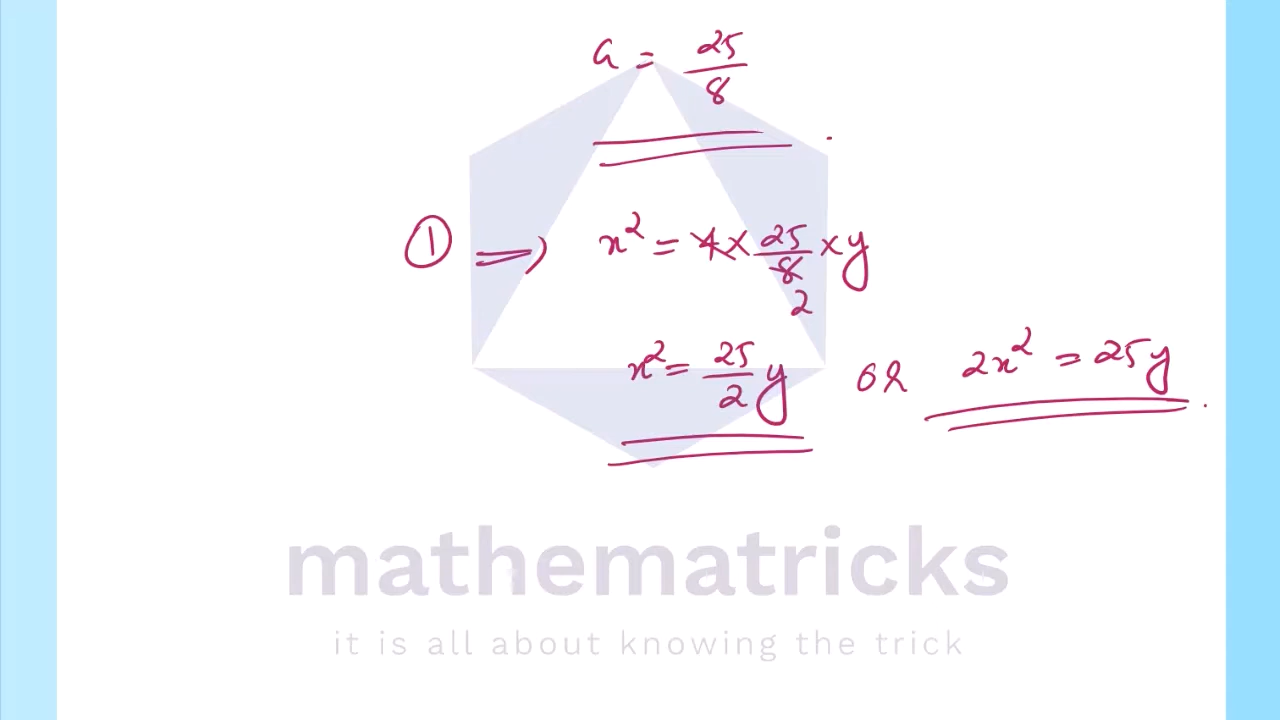 a = 25/8
① ⟹ x² = 4 × 25/8 × y
2
x² = 25/2 y OR 2x² = 25y
mathematricks
it is all about knowing the trick